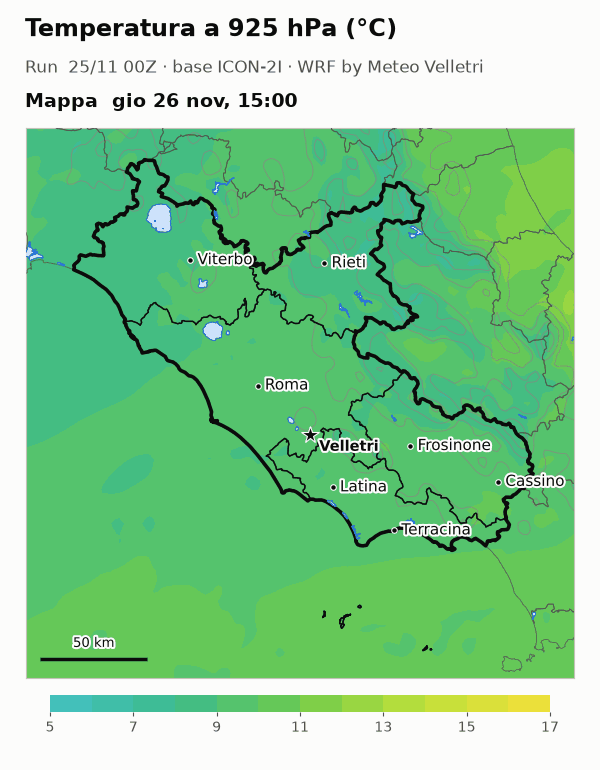 Temperatura a 925 hPa (°C)
Run  25/11 00Z · base ICON-2I · WRF by Meteo Velletri
Mappa  gio 26 nov, 15:00
Viterbo
Rieti
Roma
Velletri
Frosinone
Cassino
Latina
Terracina
50 km
5 7 9 11 13 15 17